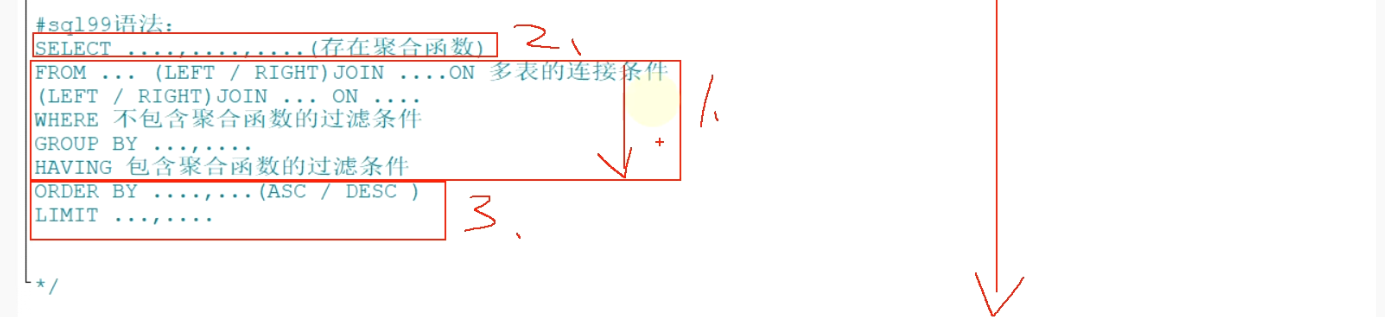 #sql99语法：
SELECT ....,....,....(存在聚合函数) 2、
FROM ... (LEFT / RIGHT)JOIN ....ON 多表的连接条件
(LEFT / RIGHT)JOIN ... ON ....
WHERE 不包含聚合函数的过滤条件 1、
GROUP BY ...,....
HAVING 包含聚合函数的过滤条件
ORDER BY ....,...(ASC / DESC )
LIMIT ...,.... 3、
*/